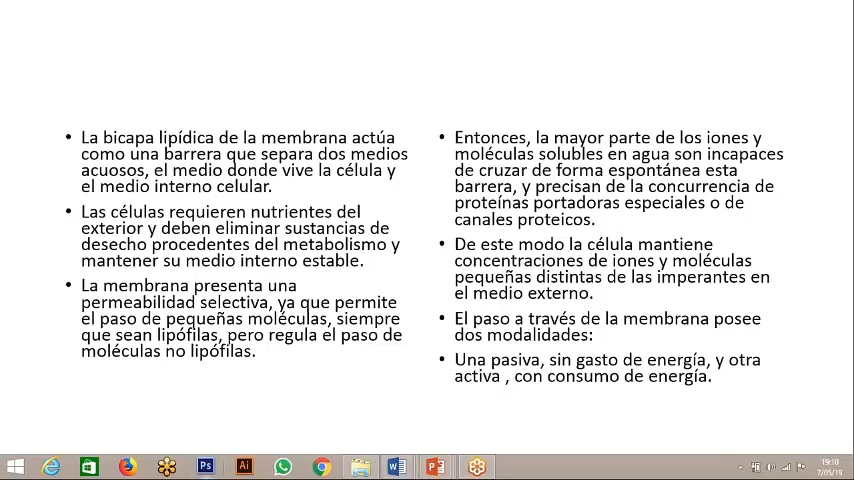 • La bicapa lipídica de la membrana actúa
como una barrera que separa dos medios
acuosos, el medio donde vive la célula y
el medio interno celular.
• Las células requieren nutrientes del
exterior y deben eliminar sustancias de
desecho procedentes del metabolismo y
mantener su medio interno estable.
• La membrana presenta una
permeabilidad selectiva, ya que permite
el paso de pequeñas moléculas, siempre
que sean lipófilas, pero regula el paso de
moléculas no lipófilas.
• Entonces, la mayor parte de los iones y
moléculas solubles en agua son incapaces
de cruzar de forma espontánea esta
barrera, y precisan de la concurrencia de
proteínas portadoras especiales o de
canales proteicos.
• De este modo la célula mantiene
concentraciones de iones y moléculas
pequeñas distintas de las imperantes en
el medio externo.
• El paso a través de la membrana posee
dos modalidades:
• Una pasiva, sin gasto de energía, y otra
activa , con consumo de energía.
Ps
Ai
19:10
7/05/19